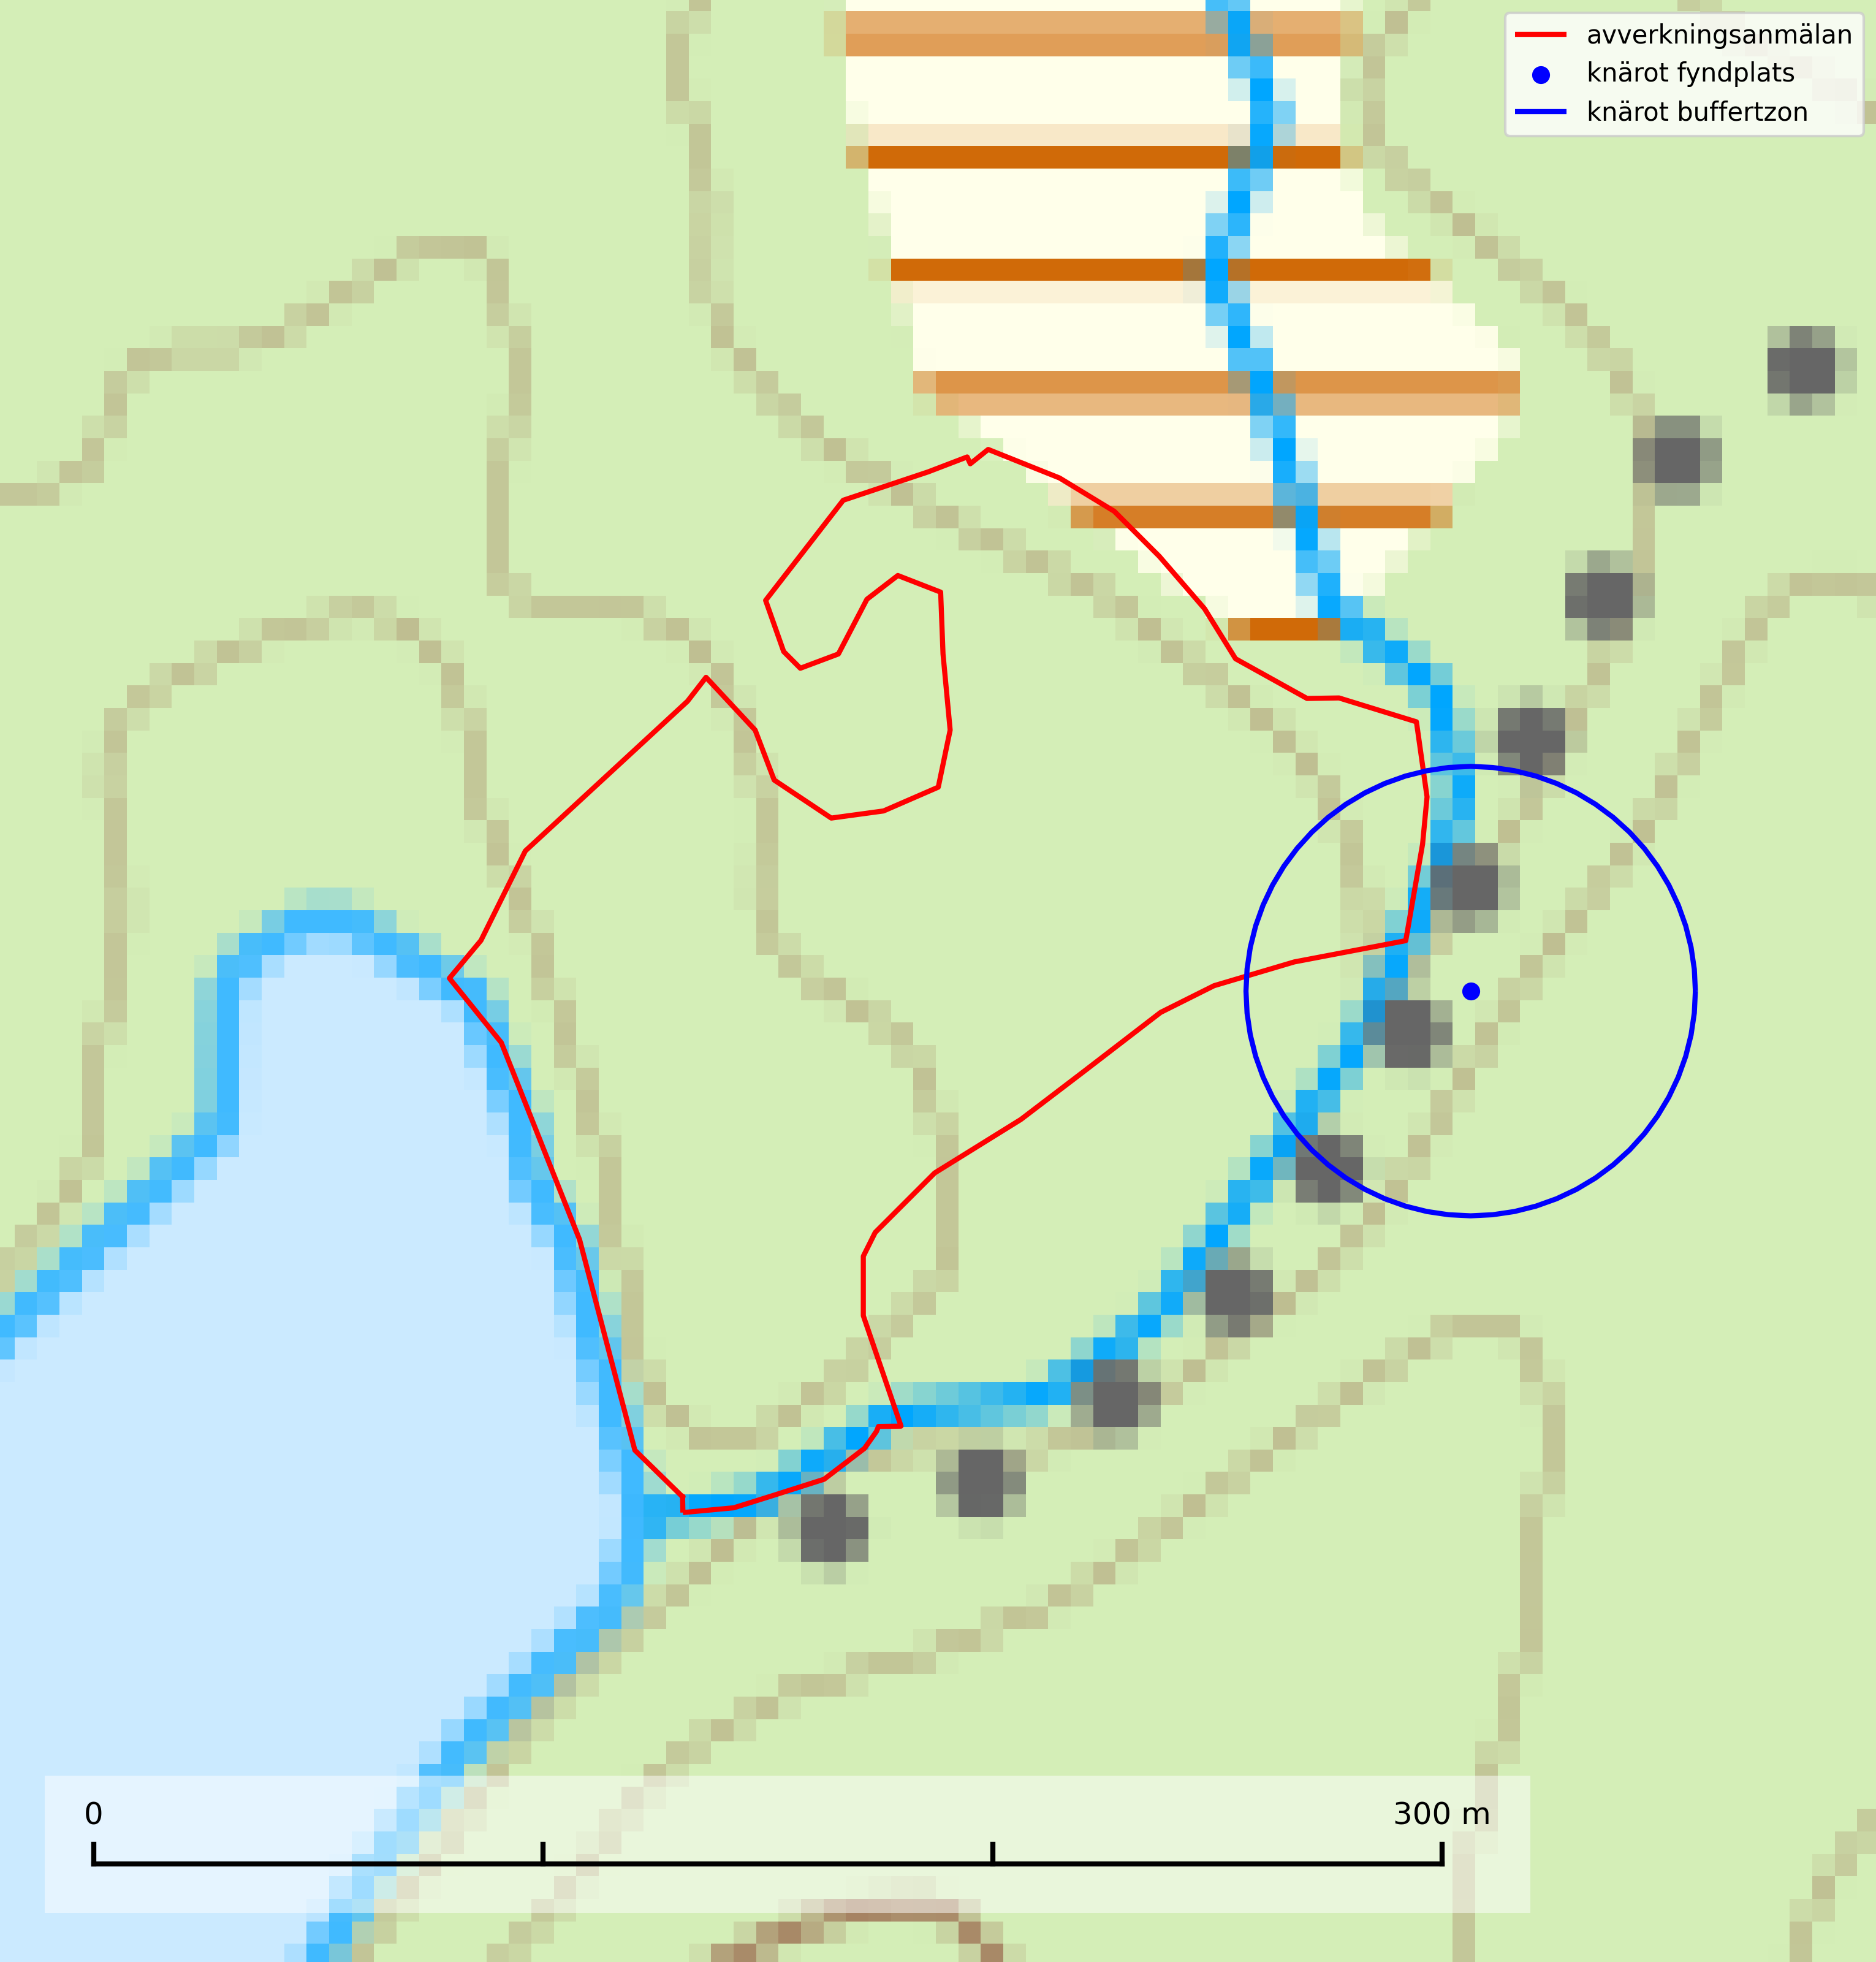 avverkningsanmälan
knärot fyndplats
knärot buffertzon
0
300 m